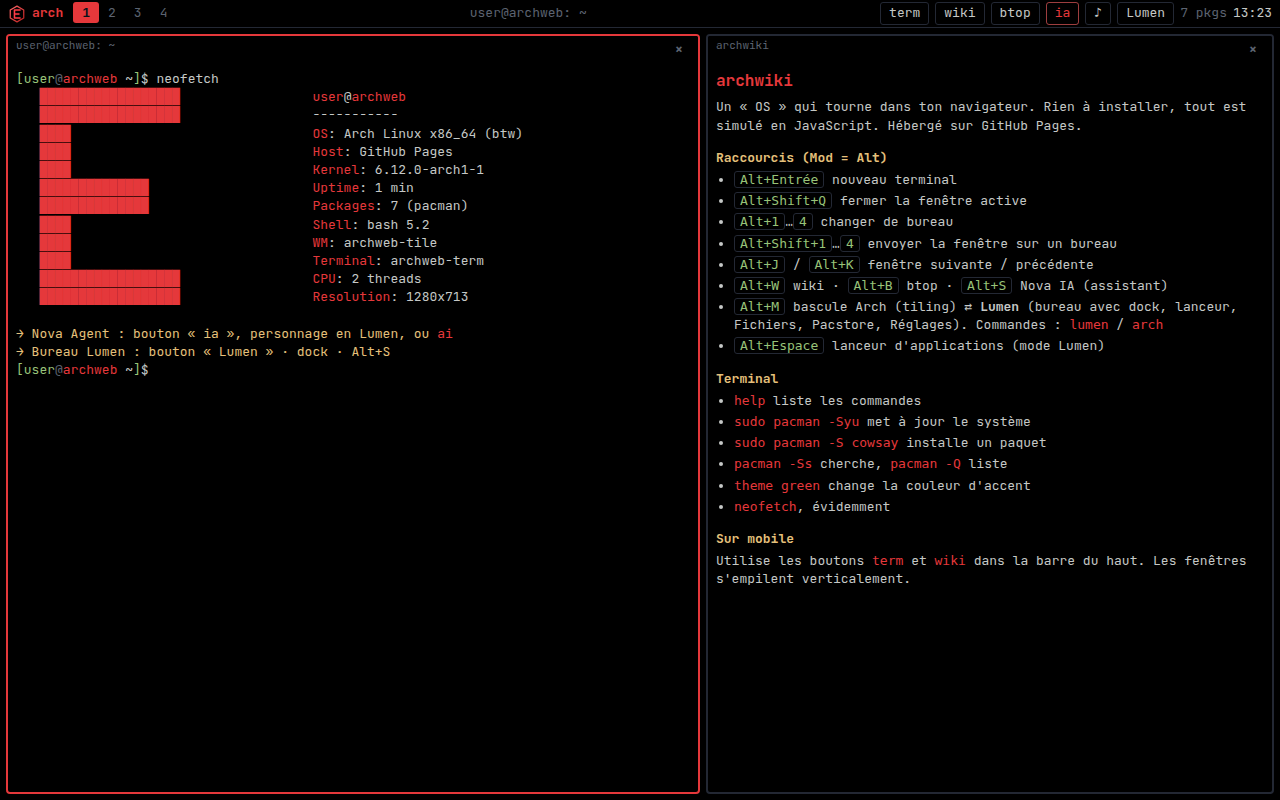 arch 1 2 3 4 user@archweb: ~ term wiki btop ia ♪ Lumen 7 pkgs 13:23
user@archweb: ~ ×
[user@archweb ~]$ neofetch
user@archweb
-----------
OS: Arch Linux x86_64 (btw)
Host: GitHub Pages
Kernel: 6.12.0-arch1-1
Uptime: 1 min
Packages: 7 (pacman)
Shell: bash 5.2
WM: archweb-tile
Terminal: archweb-term
CPU: 2 threads
Resolution: 1280x713
→ Nova Agent : bouton « ia », personnage en Lumen, ou ai
→ Bureau Lumen : bouton « Lumen » · dock · Alt+S
[user@archweb ~]$
archwiki ×
archwiki
Un « OS » qui tourne dans ton navigateur. Rien à installer, tout est
simulé en JavaScript. Hébergé sur GitHub Pages.
Raccourcis (Mod = Alt)
• Alt+Entrée nouveau terminal
• Alt+Shift+Q fermer la fenêtre active
• Alt+1…4 changer de bureau
• Alt+Shift+1…4 envoyer la fenêtre sur un bureau
• Alt+J / Alt+K fenêtre suivante / précédente
• Alt+W wiki · Alt+B btop · Alt+S Nova IA (assistant)
• Alt+M bascule Arch (tiling) ⇄ Lumen (bureau avec dock, lanceur,
Fichiers, Pacstore, Réglages). Commandes : lumen / arch
• Alt+Espace lanceur d'applications (mode Lumen)
Terminal
• help liste les commandes
• sudo pacman -Syu met à jour le système
• sudo pacman -S cowsay installe un paquet
• pacman -Ss cherche, pacman -Q liste
• theme green change la couleur d'accent
• neofetch, évidemment
Sur mobile
Utilise les boutons term et wiki dans la barre du haut. Les fenêtres
s'empilent verticalement.